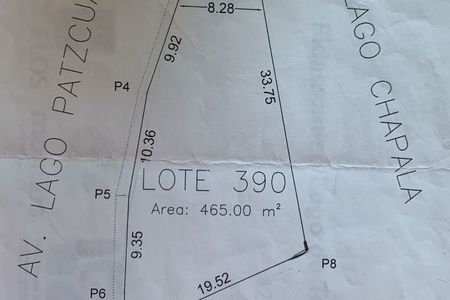 8.28
9.92
33.75
P4
10.36
AV. LAGO PATZCU
LAGO CHAPALA
LOTE 390
Area: 465.00 m²
P5
9.35
P8
19.52
P6